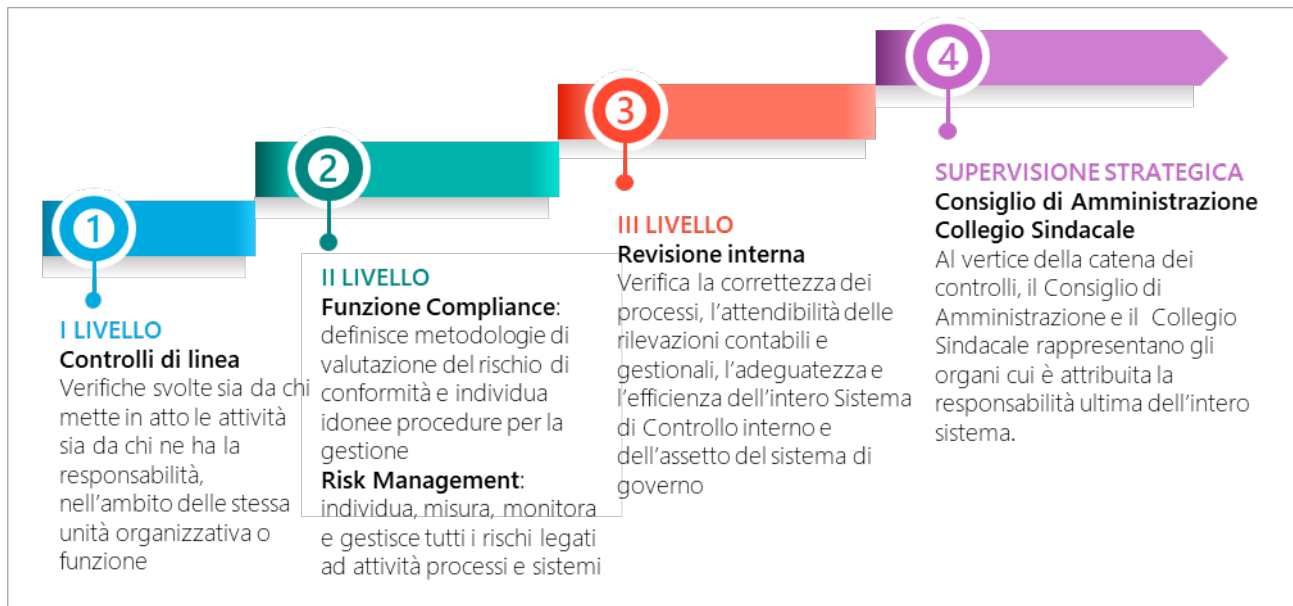 1
I LIVELLO
Controlli di linea
Verifiche svolte sia da chi
mette in atto le attività
sia da chi ne ha la
responsabilità,
nell'ambito delle stessa
unità organizzativa o
funzione
2
II LIVELLO
Funzione Compliance:
definisce metodologie di
valutazione del rischio di
conformità e individua
idonee procedure per la
gestione
Risk Management:
individua, misura, monitora
e gestisce tutti i rischi legati
ad attività processi e sistemi
3
III LIVELLO
Revisione interna
Verifica la correttezza dei
processi, l'attendibilità delle
rilevazioni contabili e
gestionali, l'adeguatezza e
l'efficienza dell'intero Sistema
di Controllo interno e
dell'assetto del sistema di
governo
4
SUPERVISIONE STRATEGICA
Consiglio di Amministrazione
Collegio Sindacale
Al vertice della catena dei
controlli, il Consiglio di
Amministrazione e il Collegio
Sindacale rappresentano gli
organi cui è attribuita la
responsabilità ultima dell'intero
sistema.